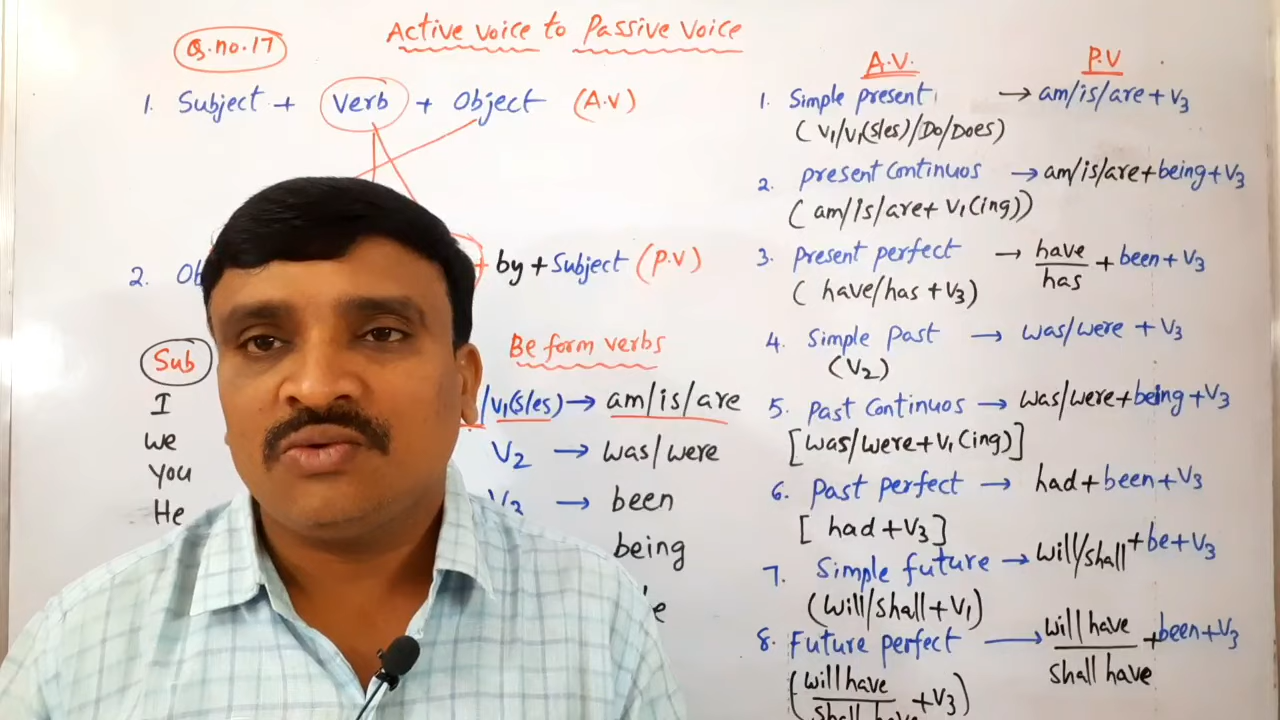 Q.no.17
Active voice to Passive Voice
1. Subject + Verb + Object (A.V)
2. Ob + by + Subject (P.V)
Sub
I
we
you
He
Be form verbs
/V1(s/es) → am/is/are
V2 → was/were
V3 → been
being
A.V. P.V
1. Simple present → am/is/are + V3
(V1/V1(s/es)/Do/Does)
2. present Continuos → am/is/are+being+V3
(am/is/are+ V1(ing))
3. Present perfect → have/has + been + V3
(have/has + V3)
4. Simple Past → was/were + V3
(V2)
5. Past Continuos → was/were+being+V3
[was/were+V1(ing)]
6. Past perfect → had+been+V3
[had +V3]
7. Simple future → will/shall+be+V3
(will/shall+V1)
8. Future perfect → will have/shall have +been+V3
(will have/shall have +V3)